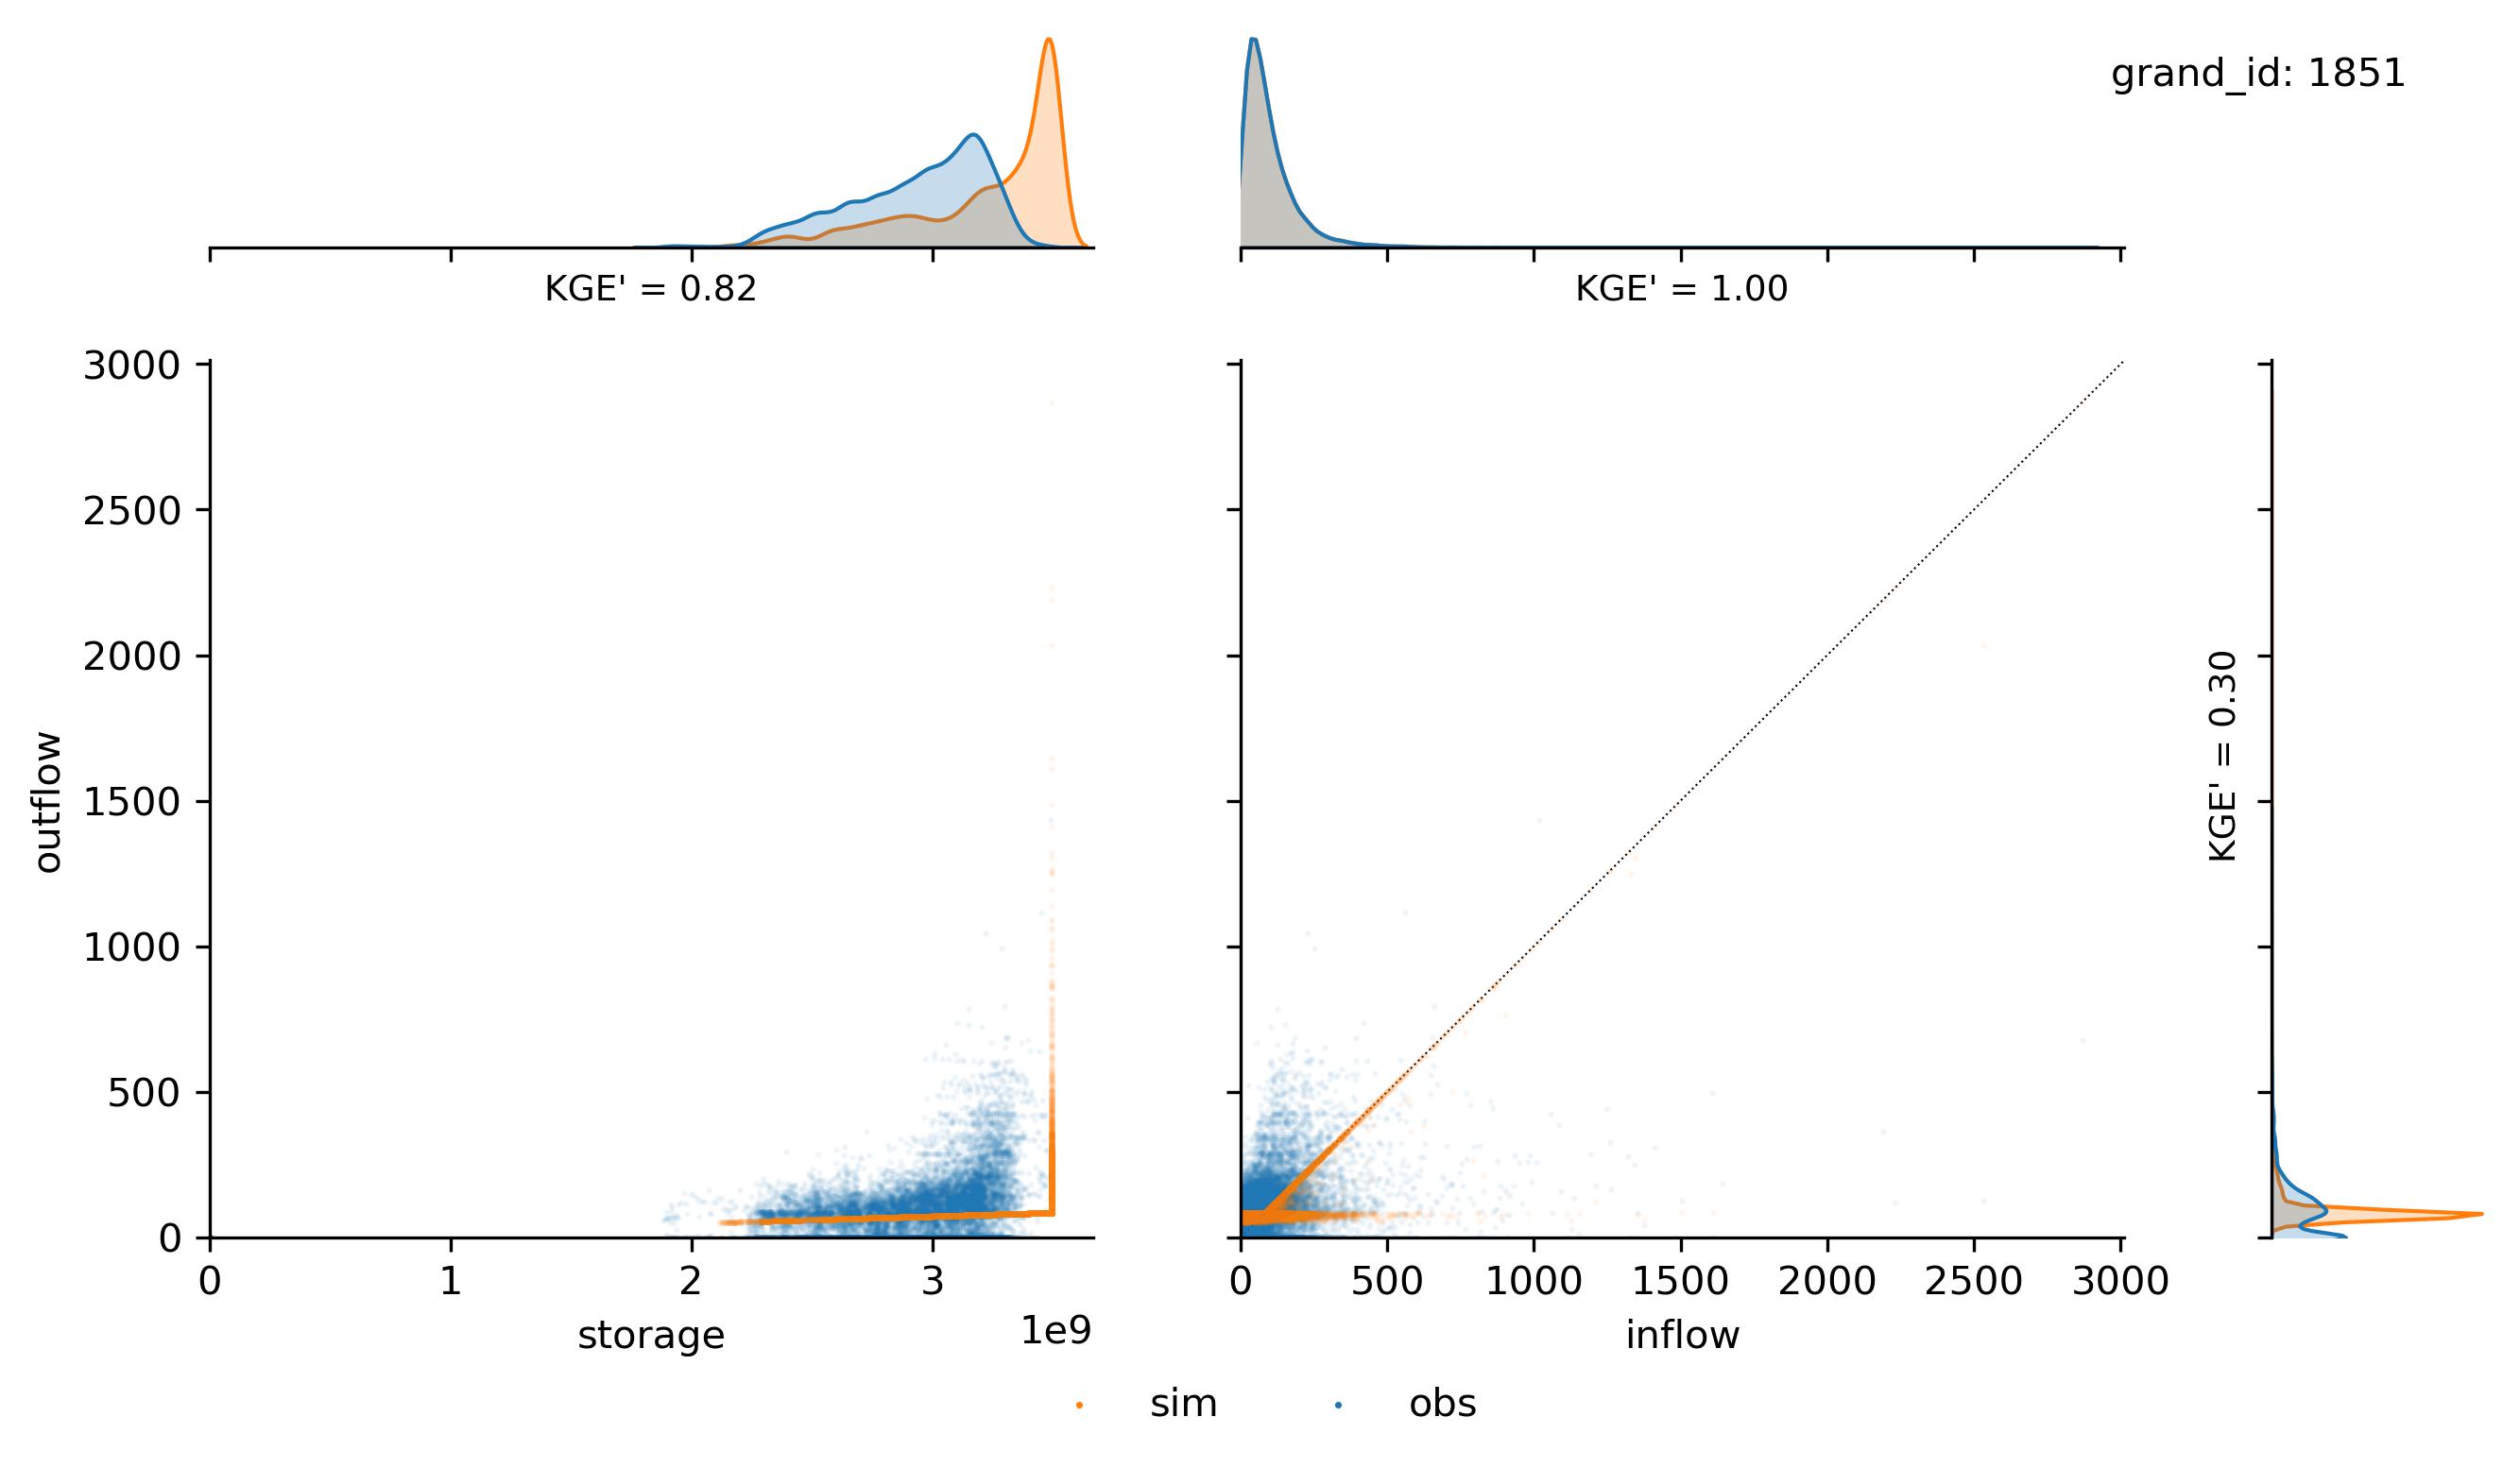 grand_id: 1851
KGE' = 0.82
KGE' = 1.00
3000
2500
2000
1500
1000
500
0
outflow
KGE' = 0.30
0 1 2 3
1e9
storage
0 500 1000 1500 2000 2500 3000
inflow
sim obs